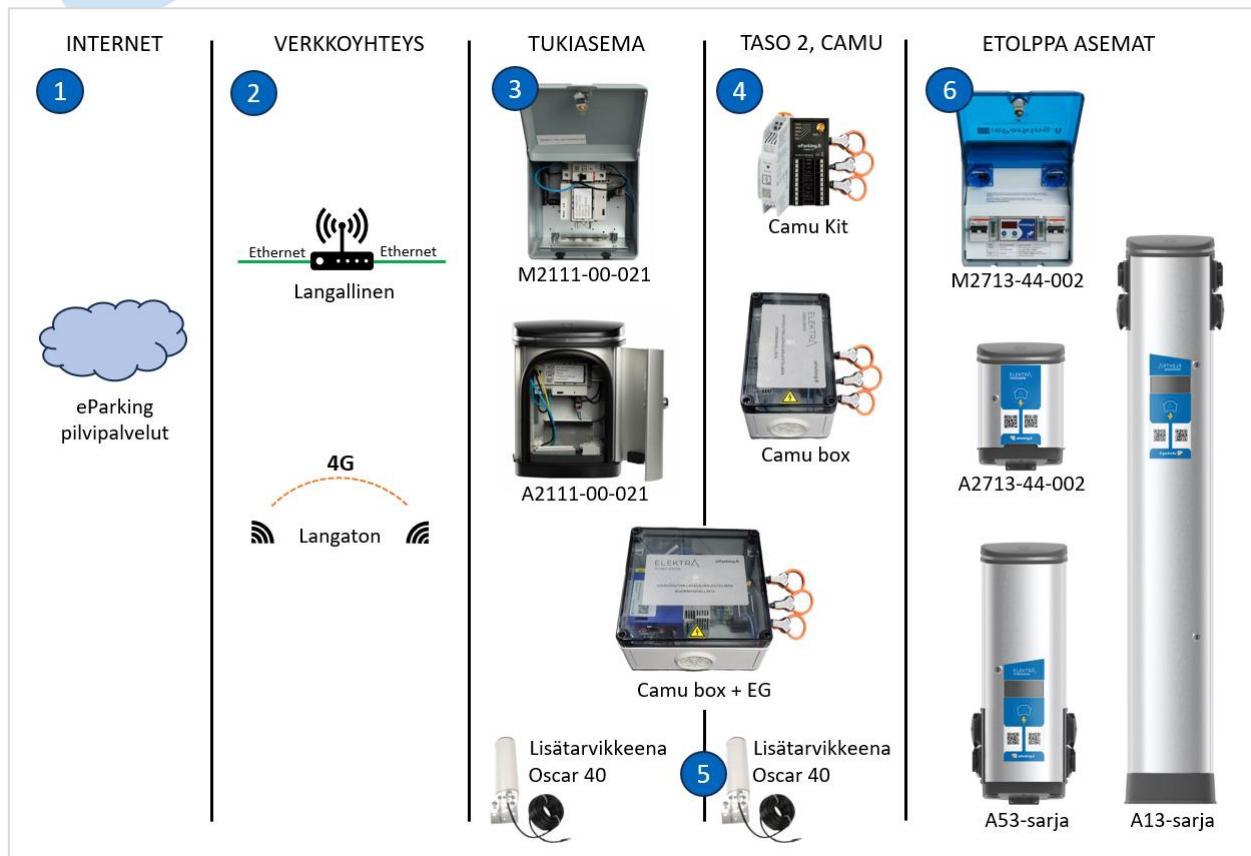 INTERNET
VERKKOYHTEYS
TUKIASEMA
TASO 2, CAMU
ETOLPPA ASEMAT
1
2
3
4
6
Ethernet
Ethernet
Langallinen
M2111-00-021
Camu Kit
M2713-44-002
eParking
pilvipalvelut
A2111-00-021
Camu box
A2713-44-002
4G
Langaton
ELEKTRA
Camu box + EG
Lisätarvikkeena
Oscar 40
5
Lisätarvikkeena
Oscar 40
A53-sarja
A13-sarja